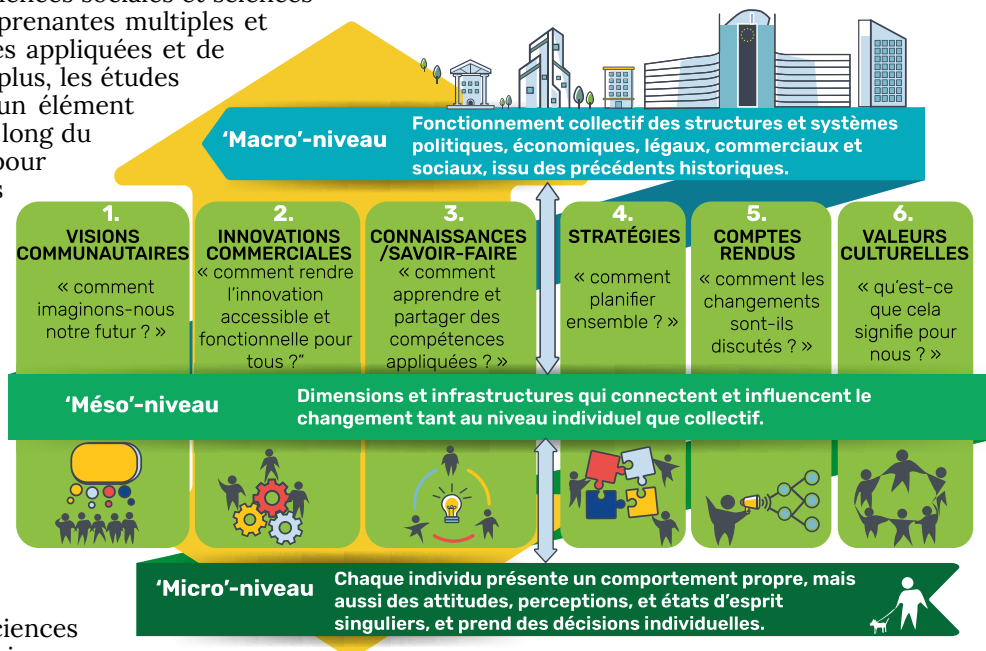 sociales et sciences
prenantes multiples et
appliquées et de
plus, les études
un élément
long du
pour
‘Macro’-niveau
Fonctionnement collectif des structures et systèmes
politiques, économiques, légaux, commerciaux et
sociaux, issu des précédents historiques.
1.
VISIONS
COMMUNAUTAIRES
« comment
imaginons-nous
notre futur ? »
2.
INNOVATIONS
COMMERCIALES
« comment rendre
l’innovation
accessible et
fonctionnelle pour
tous ?”
3.
CONNAISSANCES
/SAVOIR-FAIRE
« comment
apprendre et
partager des
compétences
appliquées ? »
4.
STRATÉGIES
« comment
planifier
ensemble ? »
5.
COMPTES
RENDUS
« comment les
changements
sont-ils
discutés ? »
6.
VALEURS
CULTURELLES
« qu’est-ce
que cela
signifie pour
nous ? »
‘Méso’-niveau
Dimensions et infrastructures qui connectent et influencent le
changement tant au niveau individuel que collectif.
‘Micro’-niveau
Chaque individu présente un comportement propre, mais
aussi des attitudes, perceptions, et états d’esprit
singuliers, et prend des décisions individuelles.